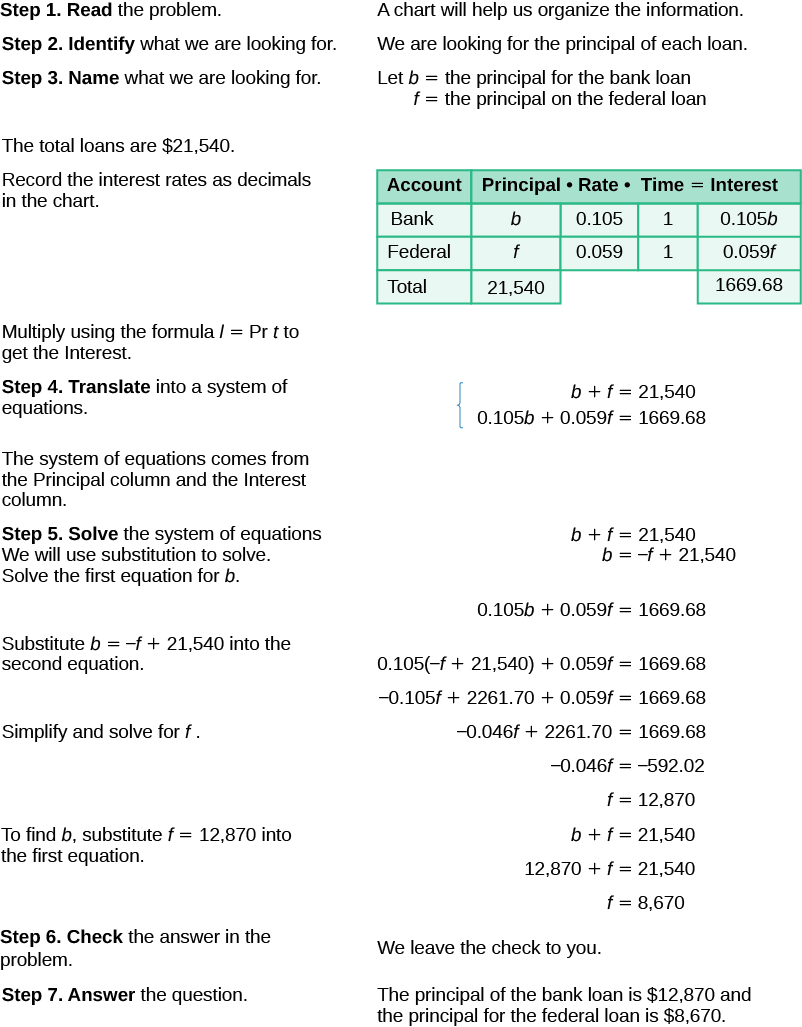 Step 1. Read the problem.
A chart will help us organize the information.
Step 2. Identify what we are looking for.
We are looking for the principal of each loan.
Step 3. Name what we are looking for.
Let b = the principal for the bank loan
f = the principal on the federal loan
The total loans are $21,540.
Record the interest rates as decimals
in the chart.
Account Principal • Rate • Time = Interest
Bank b 0.105 1 0.105b
Federal f 0.059 1 0.059f
Total 21,540 1669.68
Multiply using the formula l = Pr t to
get the Interest.
Step 4. Translate into a system of
equations.
b + f = 21,540
0.105b + 0.059f = 1669.68
The system of equations comes from
the Principal column and the Interest
column.
Step 5. Solve the system of equations
We will use substitution to solve.
Solve the first equation for b.
b + f = 21,540
b = –f + 21,540
0.105b + 0.059f = 1669.68
Substitute b = –f + 21,540 into the
second equation.
0.105(–f + 21,540) + 0.059f = 1669.68
–0.105f + 2261.70 + 0.059f = 1669.68
Simplify and solve for f .
–0.046f + 2261.70 = 1669.68
–0.046f = –592.02
f = 12,870
To find b, substitute f = 12,870 into
the first equation.
b + f = 21,540
12,870 + f = 21,540
f = 8,670
Step 6. Check the answer in the
problem.
We leave the check to you.
Step 7. Answer the question.
The principal of the bank loan is $12,870 and
the principal for the federal loan is $8,670.